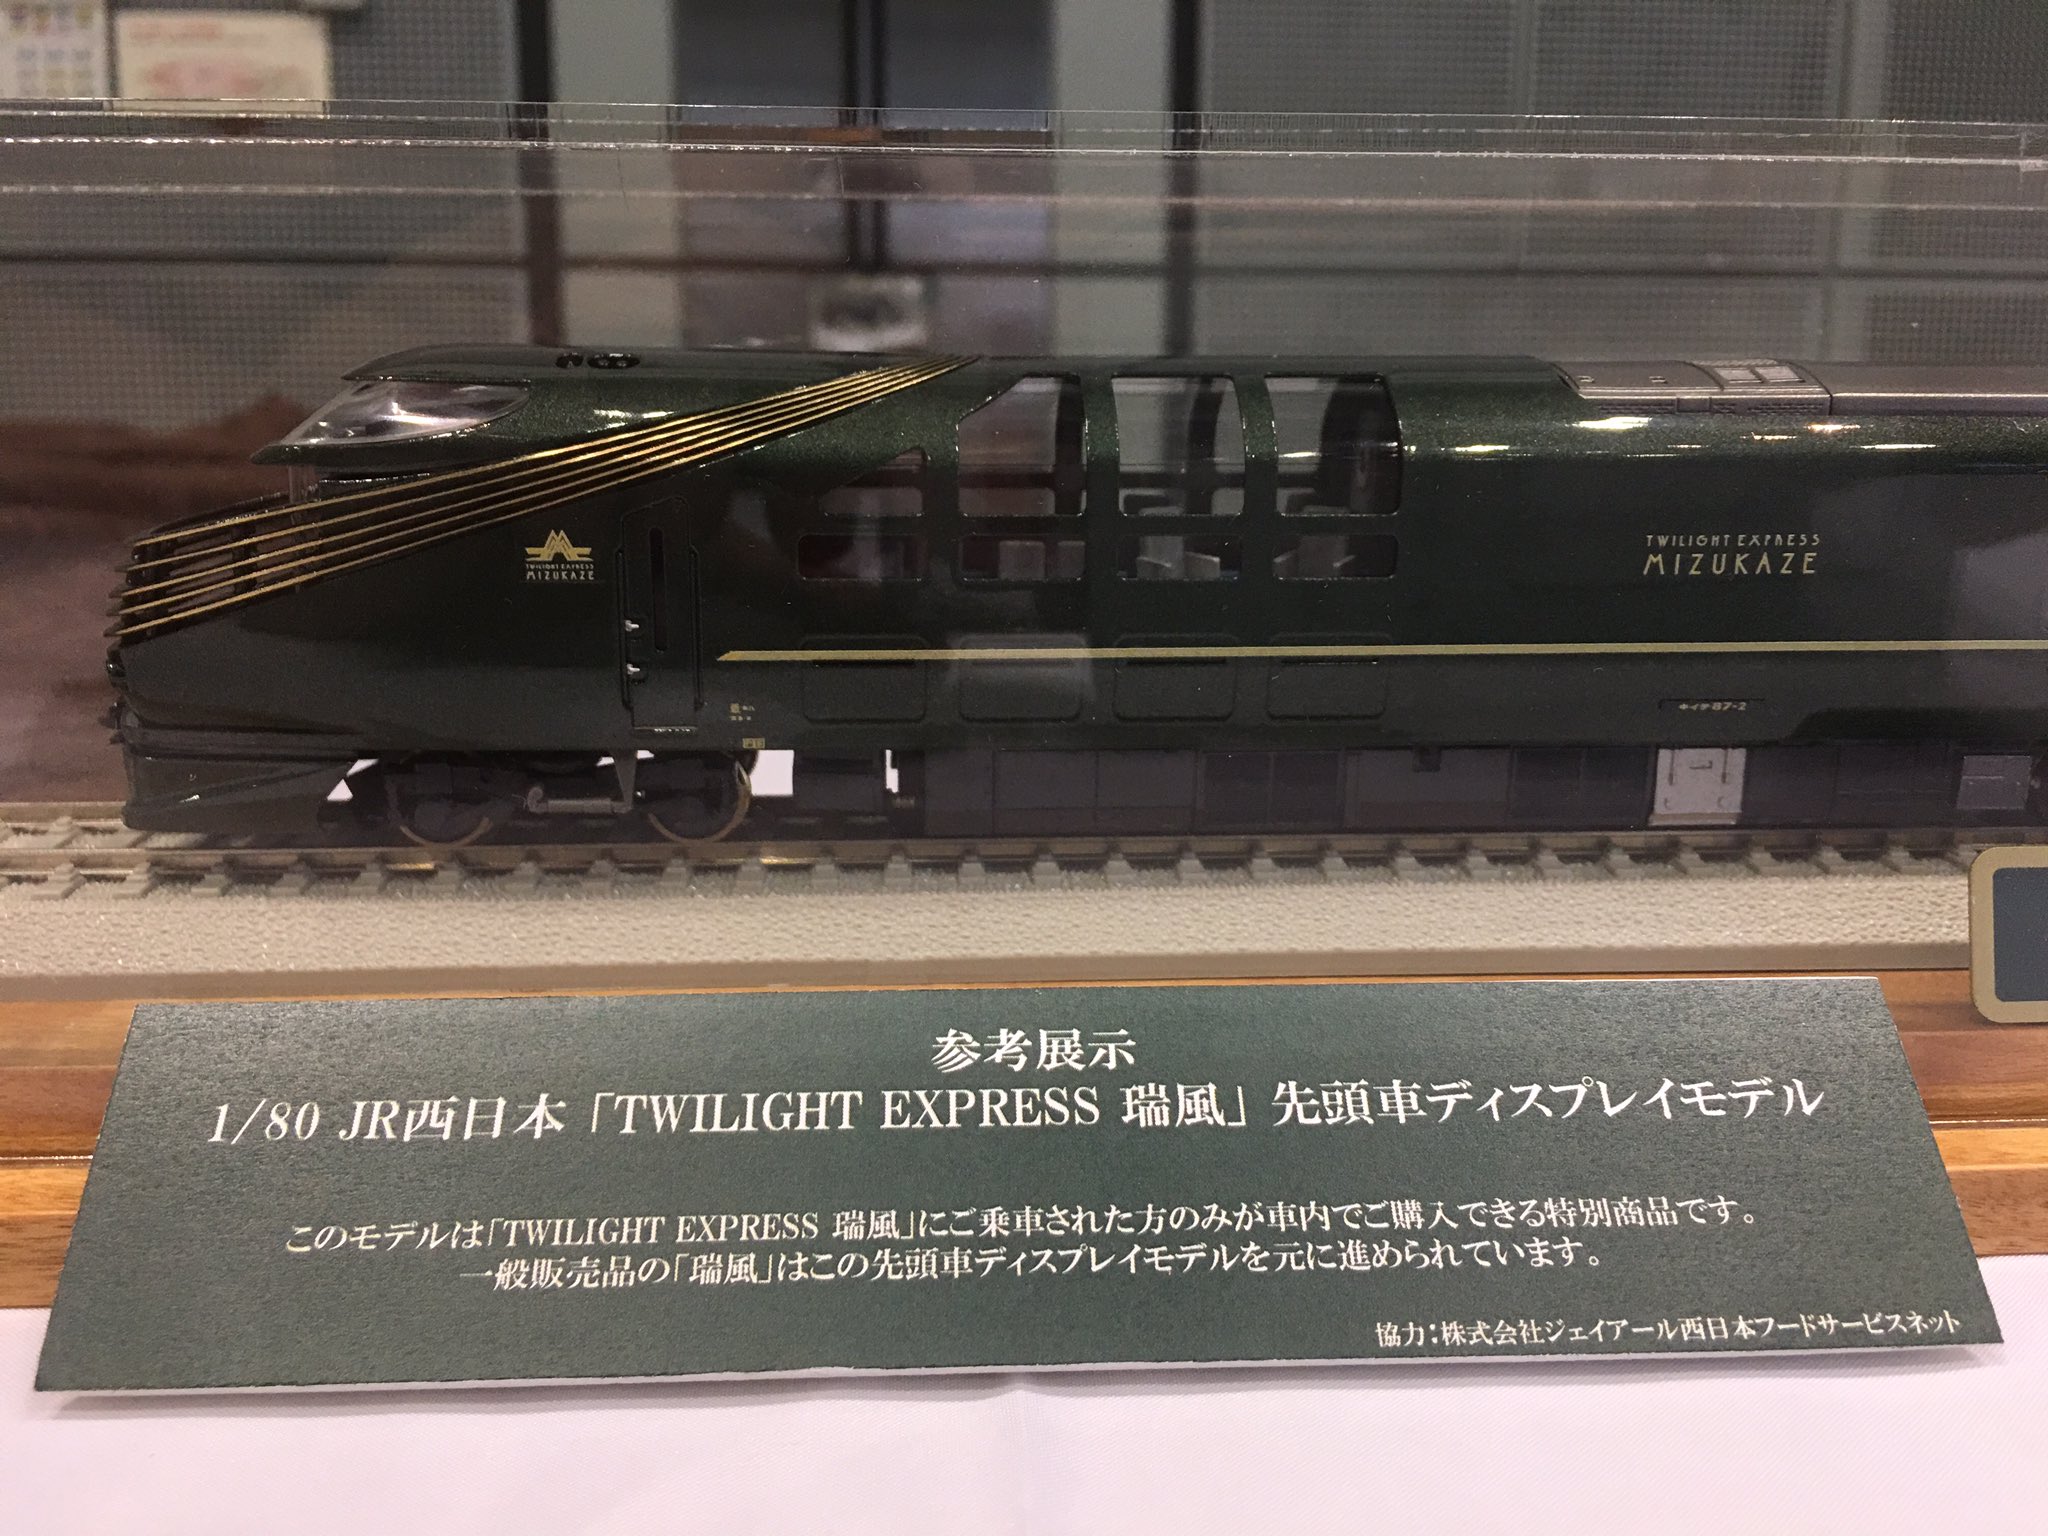 TWILIGHT EXPRESS
MIZUKAZE
TWILIGHT EXPRESS
MIZUKAZE
キイテ87-2
参考展示
1/80 JR西日本「TWILIGHT EXPRESS 瑞風」先頭車ディスプレイモデル
このモデルは「TWILIGHT EXPRESS 瑞風」にご乗車された方のみが車内でご購入できる特別商品です。
一般販売品の「瑞風」はこの先頭車ディスプレイモデルを元に進められています。
協力：株式会社ジェイアール西日本フードサービスネット